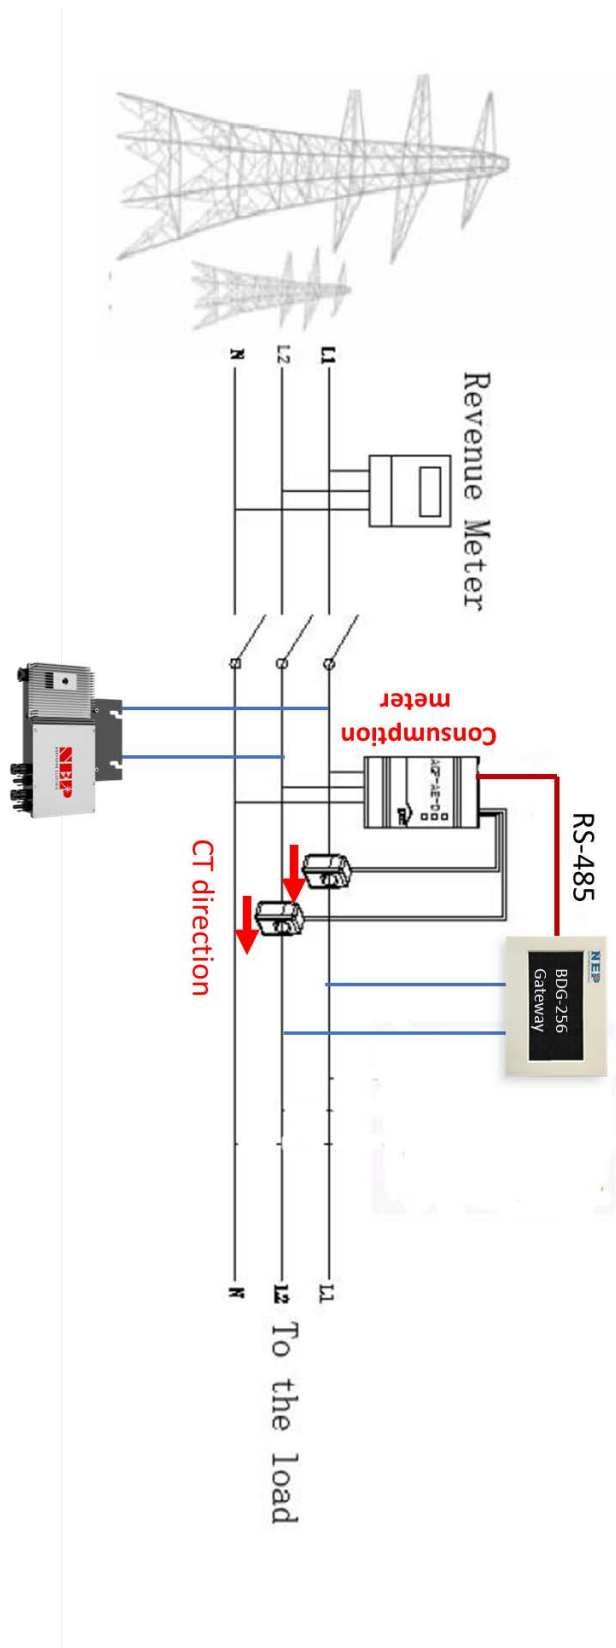 N
L2
L1
Revenue Meter
Consumption
meter
RS-485
NEP
CT direction
NEP
BDG-256
Gateway
N
L2
L1
To the load